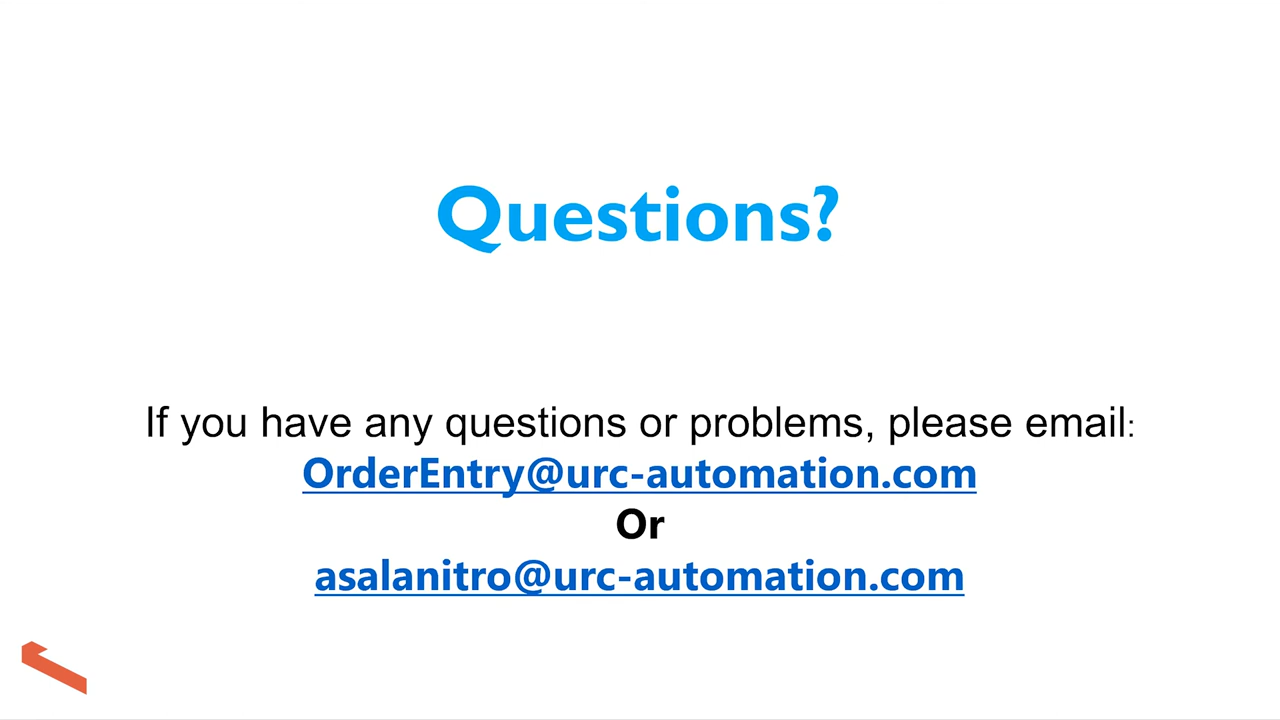 Questions?
If you have any questions or problems, please email:
OrderEntry@urc-automation.com
Or
asalanitro@urc-automation.com